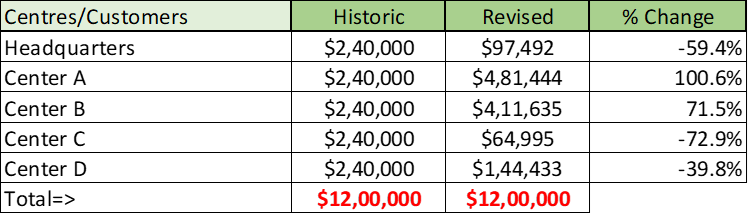 Centres/Customers Historic Revised % Change
Headquarters $2,40,000 $97,492 -59.4%
Center A $2,40,000 $4,81,444 100.6%
Center B $2,40,000 $4,11,635 71.5%
Center C $2,40,000 $64,995 -72.9%
Center D $2,40,000 $1,44,433 -39.8%
Total=> $12,00,000 $12,00,000